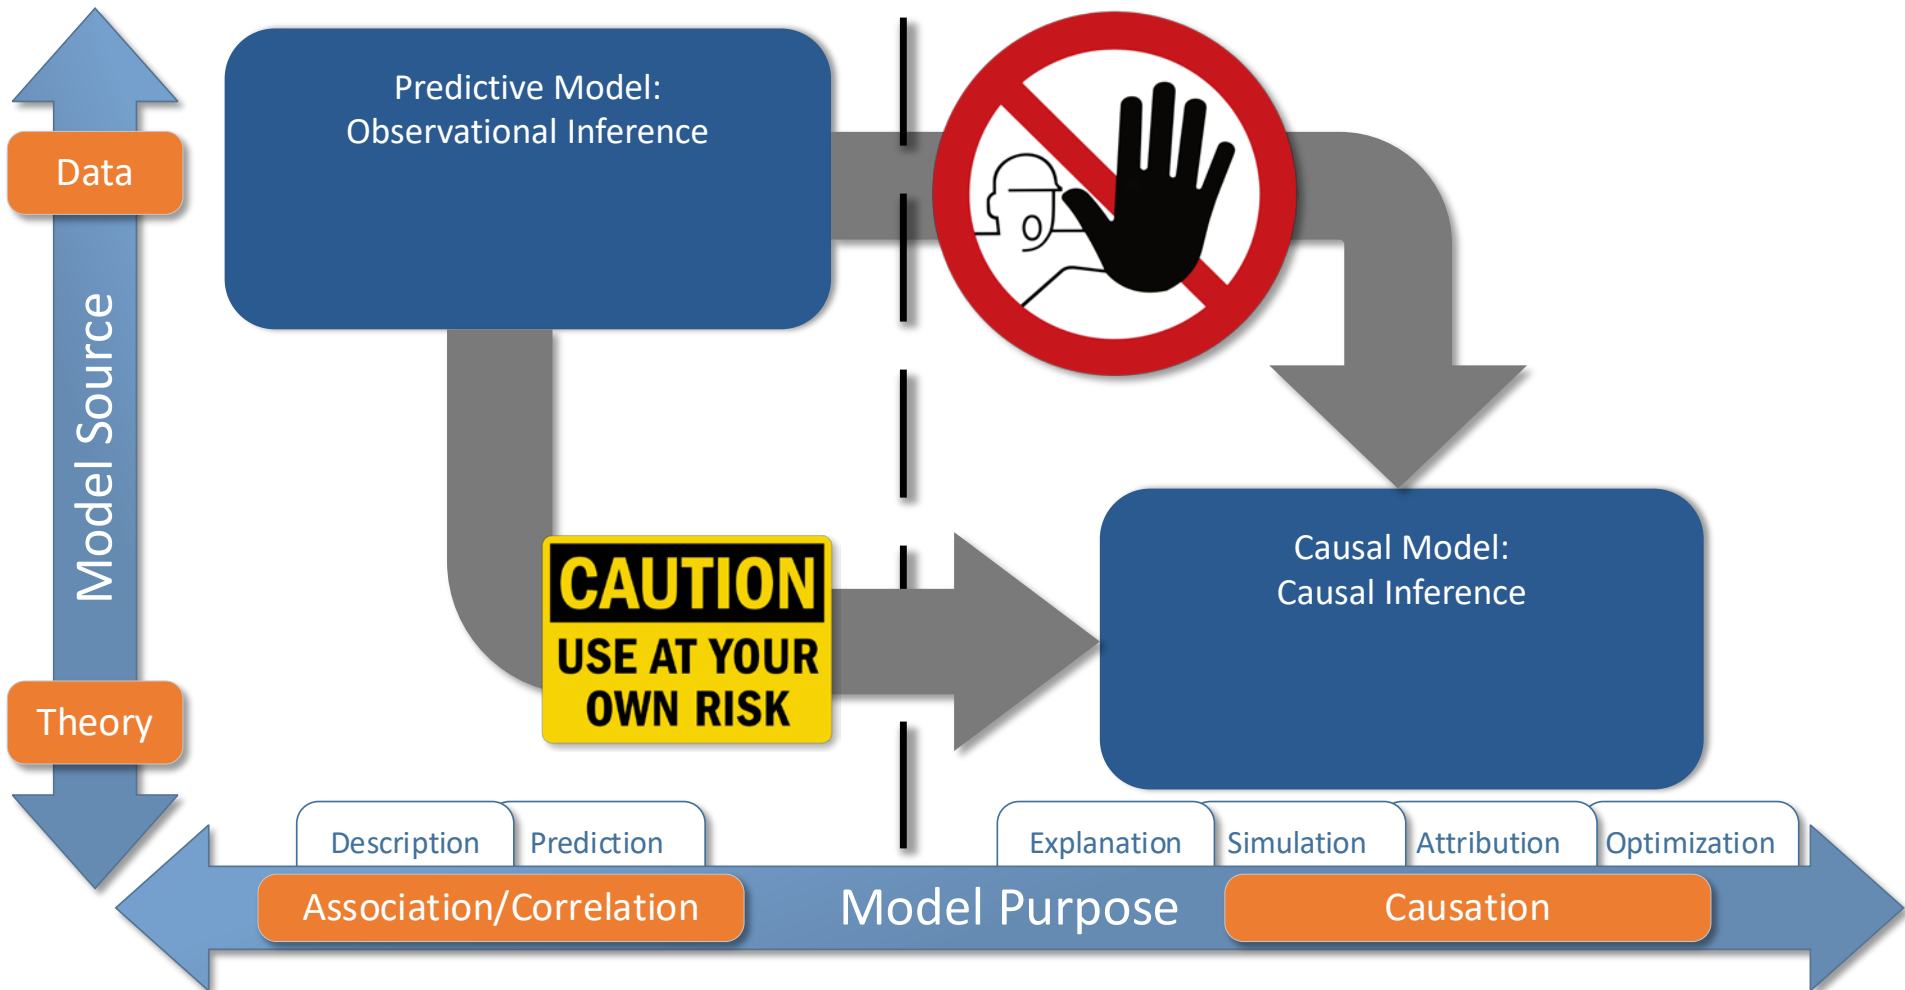 Predictive Model:
Observational Inference
Data
Model Source
Theory
CAUTION
USE AT YOUR
OWN RISK
Causal Model:
Causal Inference
Description
Prediction
Explanation
Simulation
Attribution
Optimization
Association/Correlation
Model Purpose
Causation